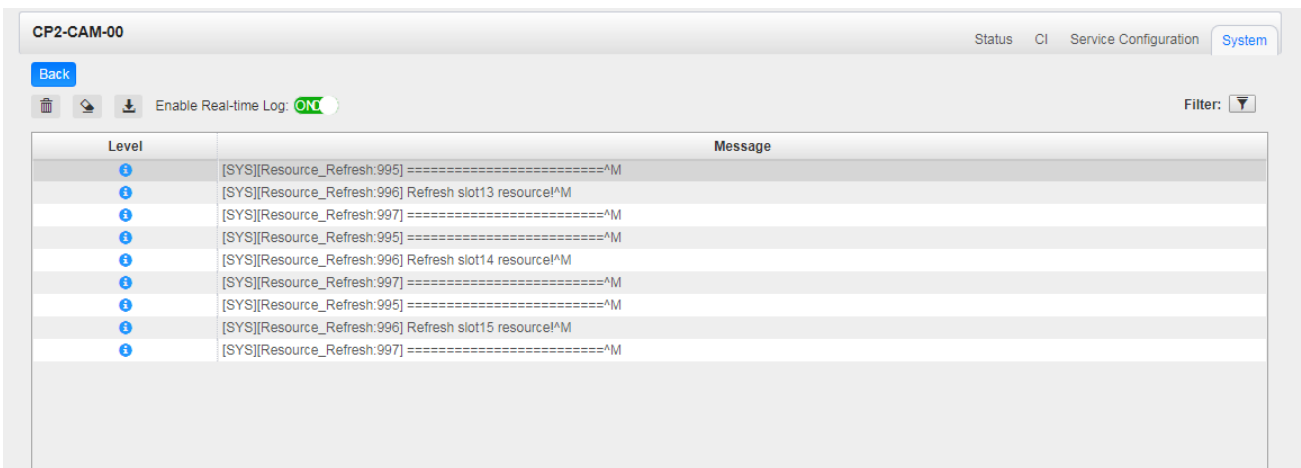 CP2-CAM-00
Status CI Service Configuration System
Back
Enable Real-time Log: ON
Filter:
Level Message
[SYS][Resource_Refresh:995] =========================^M
[SYS][Resource_Refresh:996] Refresh slot13 resource!^M
[SYS][Resource_Refresh:997] =========================^M
[SYS][Resource_Refresh:995] =========================^M
[SYS][Resource_Refresh:996] Refresh slot14 resource!^M
[SYS][Resource_Refresh:997] =========================^M
[SYS][Resource_Refresh:995] =========================^M
[SYS][Resource_Refresh:996] Refresh slot15 resource!^M
[SYS][Resource_Refresh:997] =========================^M